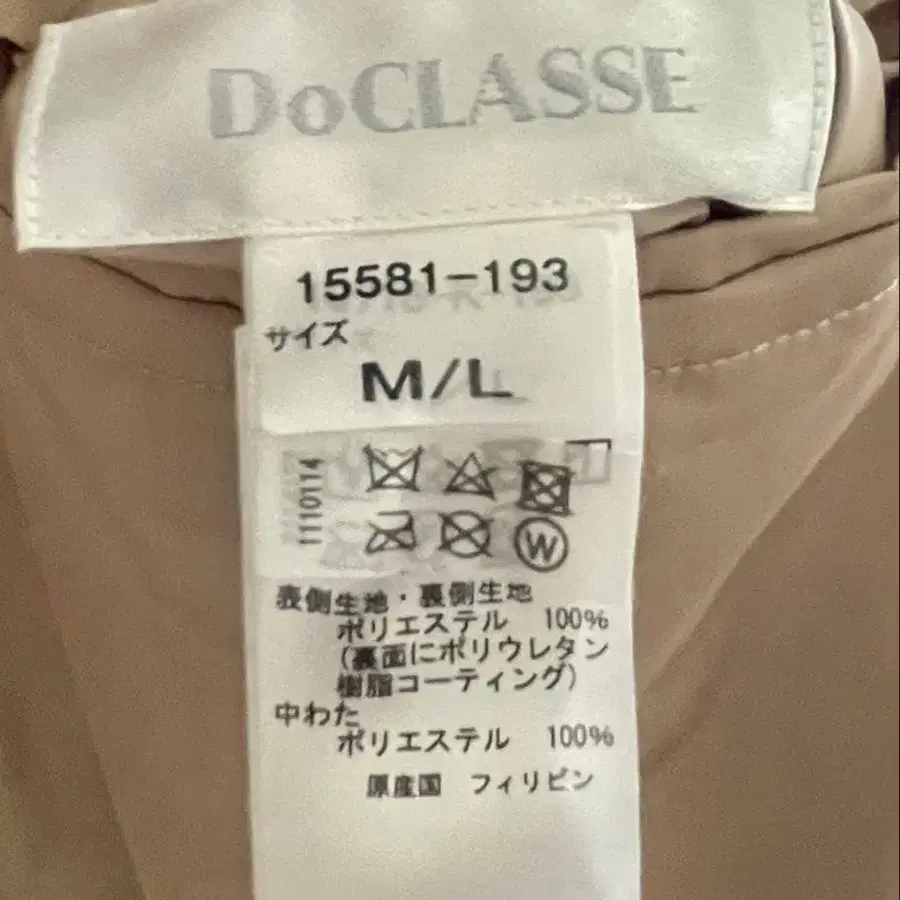 DoCLASSE
15581-193
サイズ
M/L
1110114
W
表側生地・裏側生地
ポリエステル 100%
(裏面にポリウレタン
樹脂コーティング)
中わた
ポリエステル 100%
原産国 フィリピン